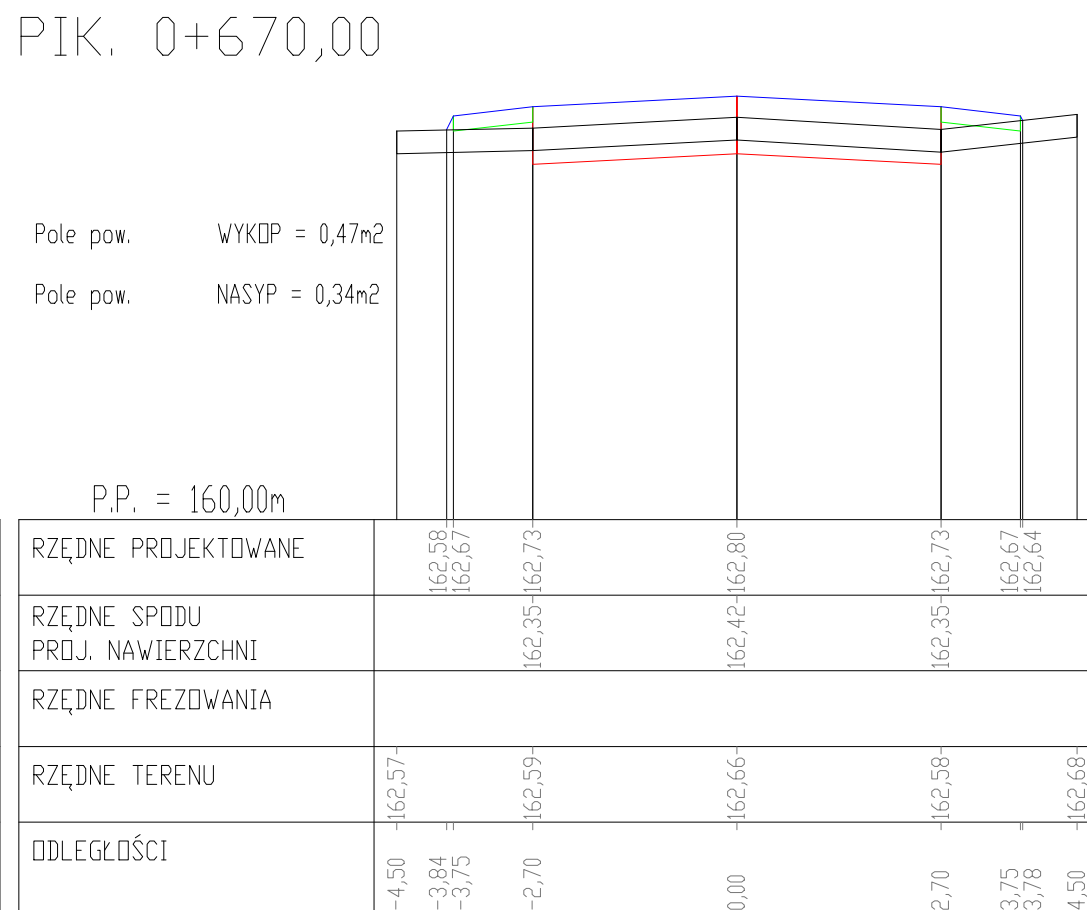 PIK. 0+670,00
Pole pow. WYKOP = 0,47m2
Pole pow. NASYP = 0,34m2
P.P. = 160,00m
RZĘDNE PROJEKTOWANE 162,58 162,67 162,73 162,80 162,73 162,67 162,64
RZĘDNE SPODU
PROJ. NAWIERZCHNI 162,35 162,42 162,35
RZĘDNE FREZOWANIA
RZĘDNE TERENU 162,57 162,59 162,66 162,58 162,68
ODLEGŁOŚCI -4,50 -3,84 -3,75 -2,70 0,00 2,70 3,75 3,78 4,50